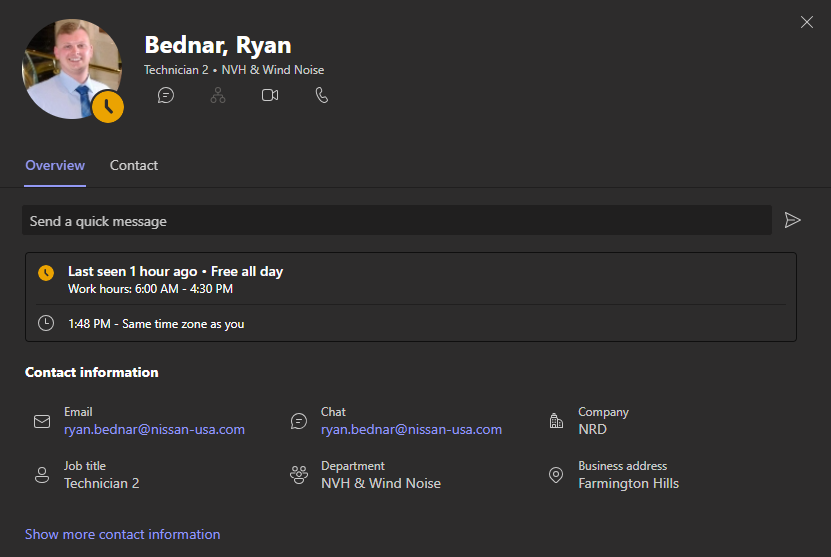 Bednar, Ryan
Technician 2 • NVH & Wind Noise
Overview
Contact
Send a quick message
Last seen 1 hour ago • Free all day
Work hours: 6:00 AM - 4:30 PM
1:48 PM - Same time zone as you
Contact information
Email
ryan.bednar@nissan-usa.com
Chat
ryan.bednar@nissan-usa.com
Company
NRD
Job title
Technician 2
Department
NVH & Wind Noise
Business address
Farmington Hills
Show more contact information